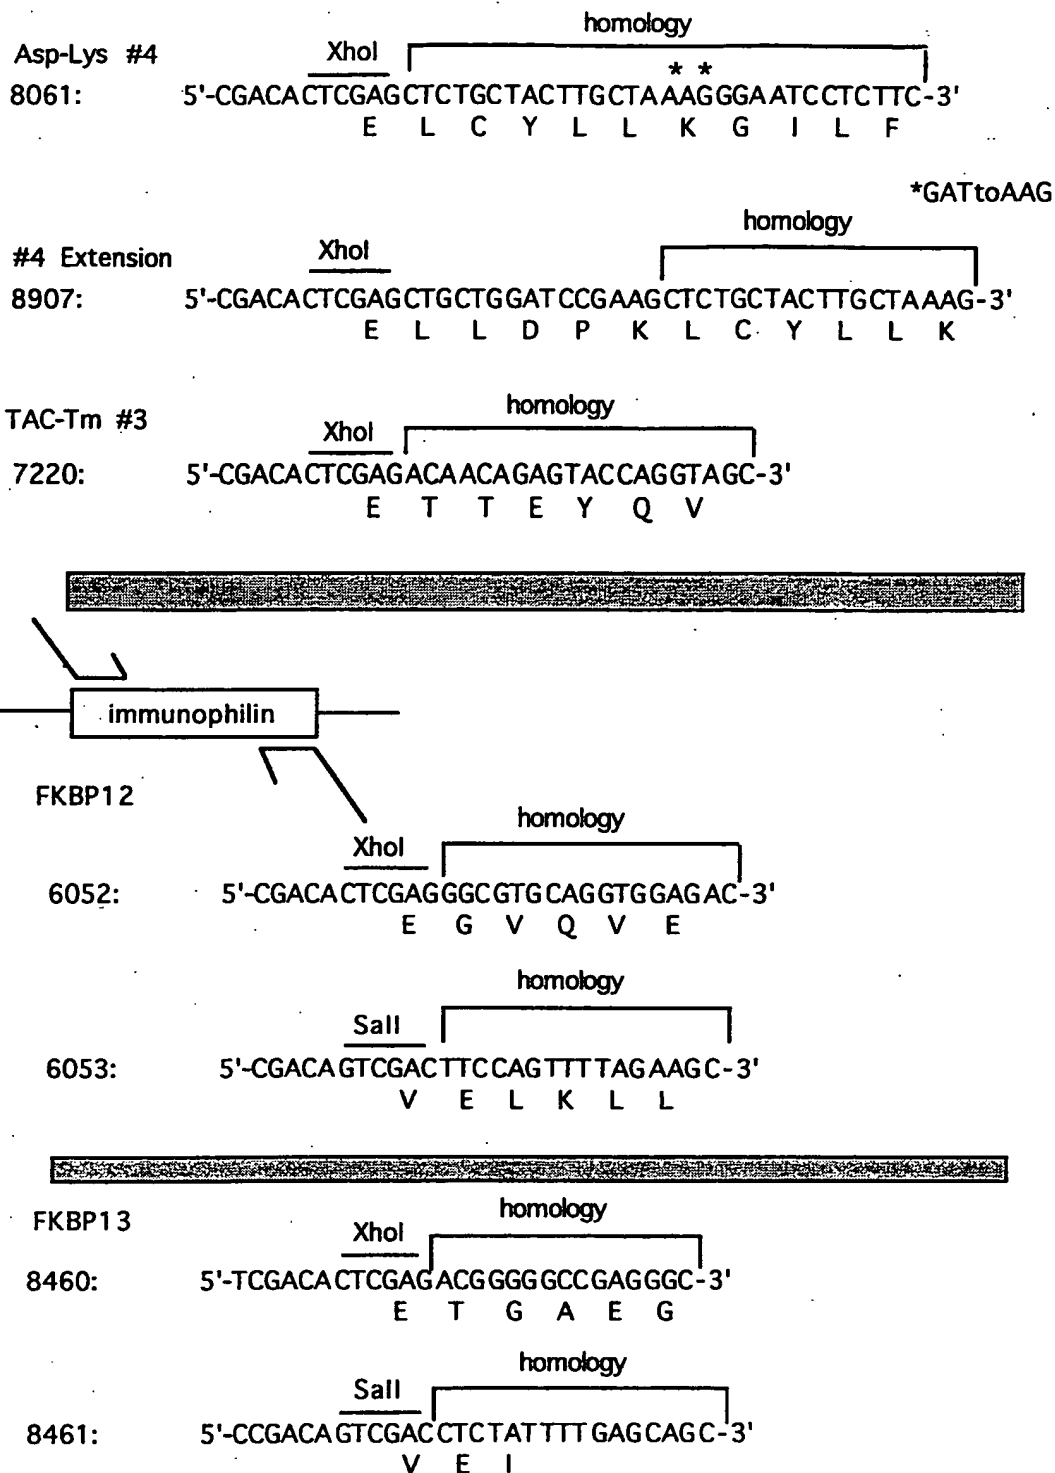 homology
Asp-Lys #4 XhoI * *
8061: 5'-CGACACTCGAGCTCTGCTACTTGCTAAAGGGAATCCTCTTC-3'
E L C Y L L K G I L F
*GATtoAAG
homology
#4 Extension XhoI
8907: 5'-CGACACTCGAGCTGCTGGATCCGAAGCTCTGCTACTTGCTAAAG-3'
E L L D P K L C Y L L K
homology
TAC-Tm #3 XhoI
7220: 5'-CGACACTCGAGACAACAGAGTACCAGGTAGC-3'
E T T E Y Q V
immunophilin
FKBP12
homology
XhoI
6052: 5'-CGACACTCGAGGGCGTGCAGGTGGAGAC-3'
E G V Q V E
homology
SalI
6053: 5'-CGACAGTCGACTTCCAGTTTTAGAAGC-3'
V E L K L L
homology
FKBP13 XhoI
8460: 5'-TCGACACTCGAGACGGGGGCCGAGGGC-3'
E T G A E G
homology
SalI
8461: 5'-CCGACAGTCGACCTCTATTTTGAGCAGC-3'
V E I